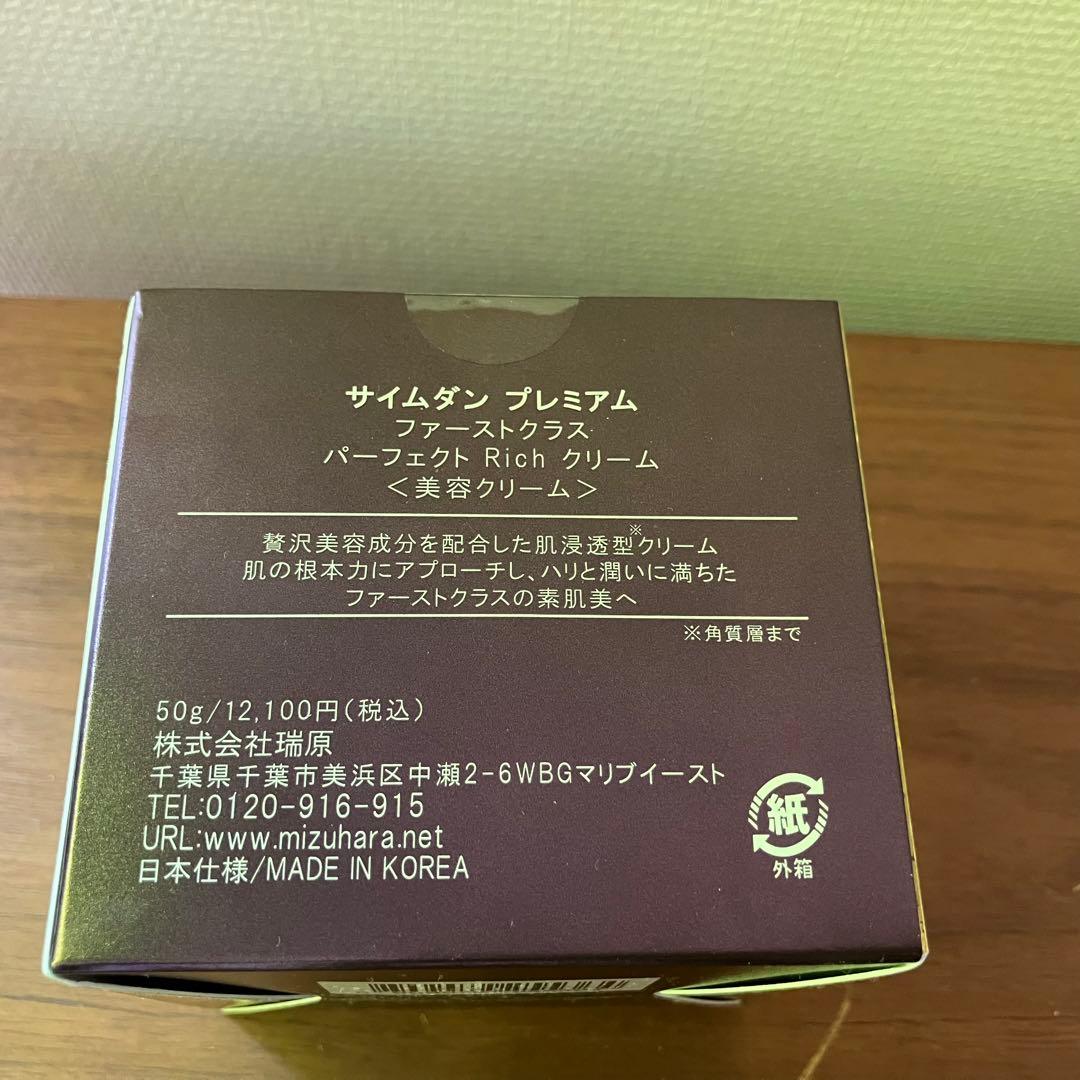 サイムダン プレミアム
ファーストクラス
パーフェクト Rich クリーム
＜美容クリーム＞
贅沢美容成分を配合した肌浸透型※クリーム
肌の根本力にアプローチし、ハリと潤いに満ちた
ファーストクラスの素肌美へ
※角質層まで
50g/12,100円(税込)
株式会社瑞原
千葉県千葉市美浜区中瀬2-6WBGマリブイースト
TEL:0120-916-915
URL:www.mizuhara.net
日本仕様/MADE IN KOREA
紙
外箱